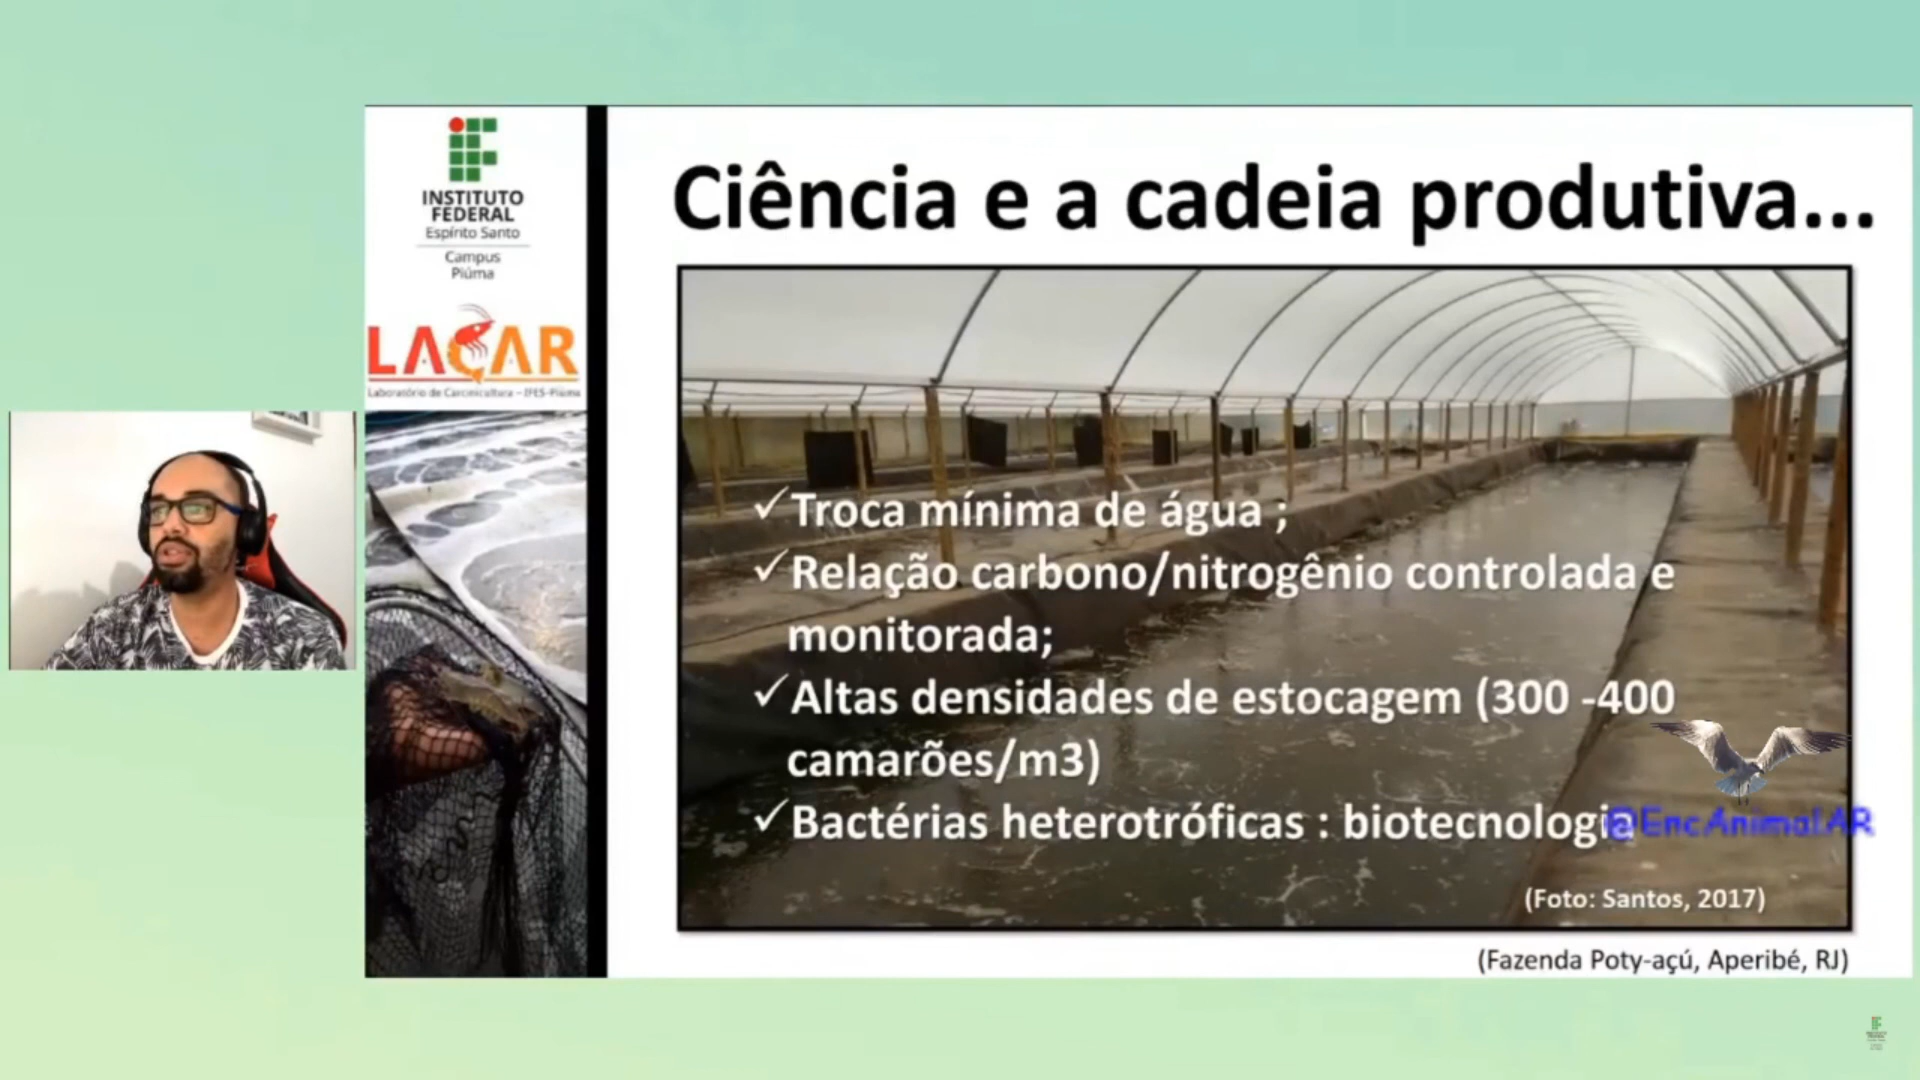 INSTITUTO
FEDERAL
Espírito Santo
Campus
Piúma
LACAR
Laboratório de Carcinicultura - IFES-Piúma
Ciência e a cadeia produtiva...
✓Troca mínima de água ;
✓Relação carbono/nitrogênio controlada e
monitorada;
✓Altas densidades de estocagem (300 -400
camarões/m3)
✓Bactérias heterotróficas : biotecnologia
@EncAnimalAR
(Foto: Santos, 2017)
(Fazenda Poty-açú, Aperibé, RJ)